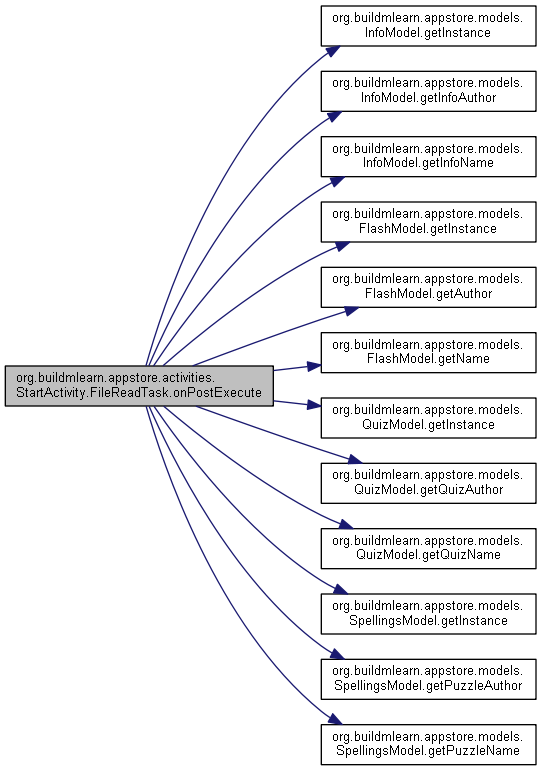 org.buildmlearn.appstore.models.
InfoModel.getInstance
org.buildmlearn.appstore.models.
InfoModel.getInfoAuthor
org.buildmlearn.appstore.models.
InfoModel.getInfoName
org.buildmlearn.appstore.models.
FlashModel.getInstance
org.buildmlearn.appstore.models.
FlashModel.getAuthor
org.buildmlearn.appstore.models.
FlashModel.getName
org.buildmlearn.appstore.activities.
StartActivity.FileReadTask.onPostExecute
org.buildmlearn.appstore.models.
QuizModel.getInstance
org.buildmlearn.appstore.models.
QuizModel.getQuizAuthor
org.buildmlearn.appstore.models.
QuizModel.getQuizName
org.buildmlearn.appstore.models.
SpellingsModel.getInstance
org.buildmlearn.appstore.models.
SpellingsModel.getPuzzleAuthor
org.buildmlearn.appstore.models.
SpellingsModel.getPuzzleName